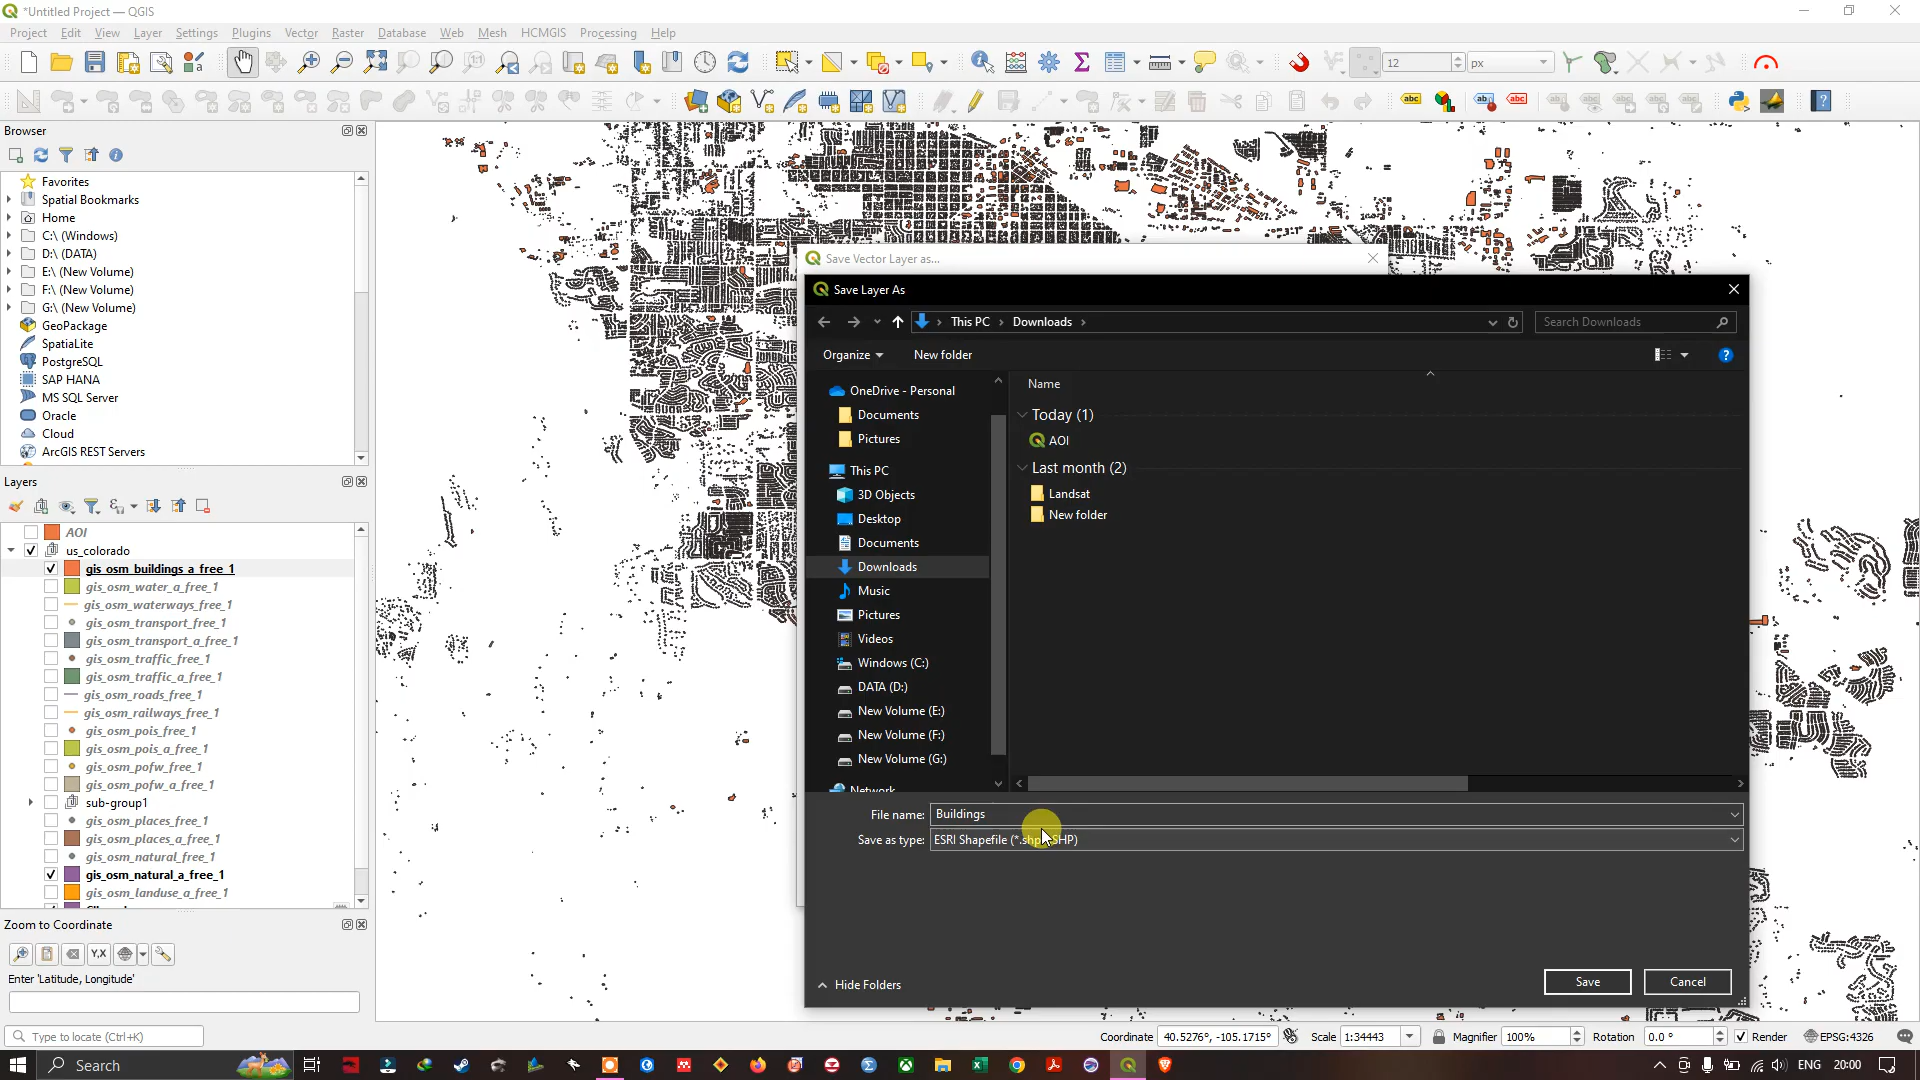 *Untitled Project — QGIS
Project Edit View Layer Settings Plugins Vector Raster Database Web Mesh HCMGIS Processing Help
12 px
abc abc abc
Browser
Favorites
Spatial Bookmarks
Home
C:\ (Windows)
D:\ (DATA)
E:\ (New Volume)
F:\ (New Volume)
G:\ (New Volume)
GeoPackage
SpatiaLite
PostgreSQL
SAP HANA
MS SQL Server
Oracle
Cloud
ArcGIS REST Servers
Layers
AOI
us_colorado
gis_osm_buildings_a_free_1
gis_osm_water_a_free_1
gis_osm_waterways_free_1
gis_osm_transport_free_1
gis_osm_transport_a_free_1
gis_osm_traffic_free_1
gis_osm_traffic_a_free_1
gis_osm_roads_free_1
gis_osm_railways_free_1
gis_osm_pois_free_1
gis_osm_pois_a_free_1
gis_osm_pofw_free_1
gis_osm_pofw_a_free_1
sub-group1
gis_osm_places_free_1
gis_osm_places_a_free_1
gis_osm_natural_free_1
gis_osm_natural_a_free_1
gis_osm_landuse_a_free_1
Zoom to Coordinate
Y,X
Enter 'Latitude, Longitude'
Save Vector Layer as...
Save Layer As
This PC Downloads
Search Downloads
Organize New folder
OneDrive - Personal
Documents
Pictures
This PC
3D Objects
Desktop
Documents
Downloads
Music
Pictures
Videos
Windows (C:)
DATA (D:)
New Volume (E:)
New Volume (F:)
New Volume (G:)
Network
Name
Today (1)
AOI
Last month (2)
Landsat
New folder
File name: Buildings
Save as type: ESRI Shapefile (*.shp *.SHP)
Hide Folders
Save Cancel
Type to locate (Ctrl+K)
Coordinate 40.5276°, -105.1715° Scale 1:34443 Magnifier 100% Rotation 0.0 ° Render EPSG:4326
Search
ENG 20:00